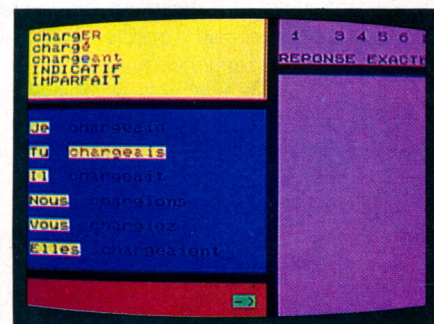 chargER
chargé
chargeant
INDICATIF
IMPARFAIT
Je chargeais
Tu chargeais
Il chargeait
Nous chargions
Vous chargiez
Elles chargeaient
->
1 3 4 5 6
REPONSE EXACTE